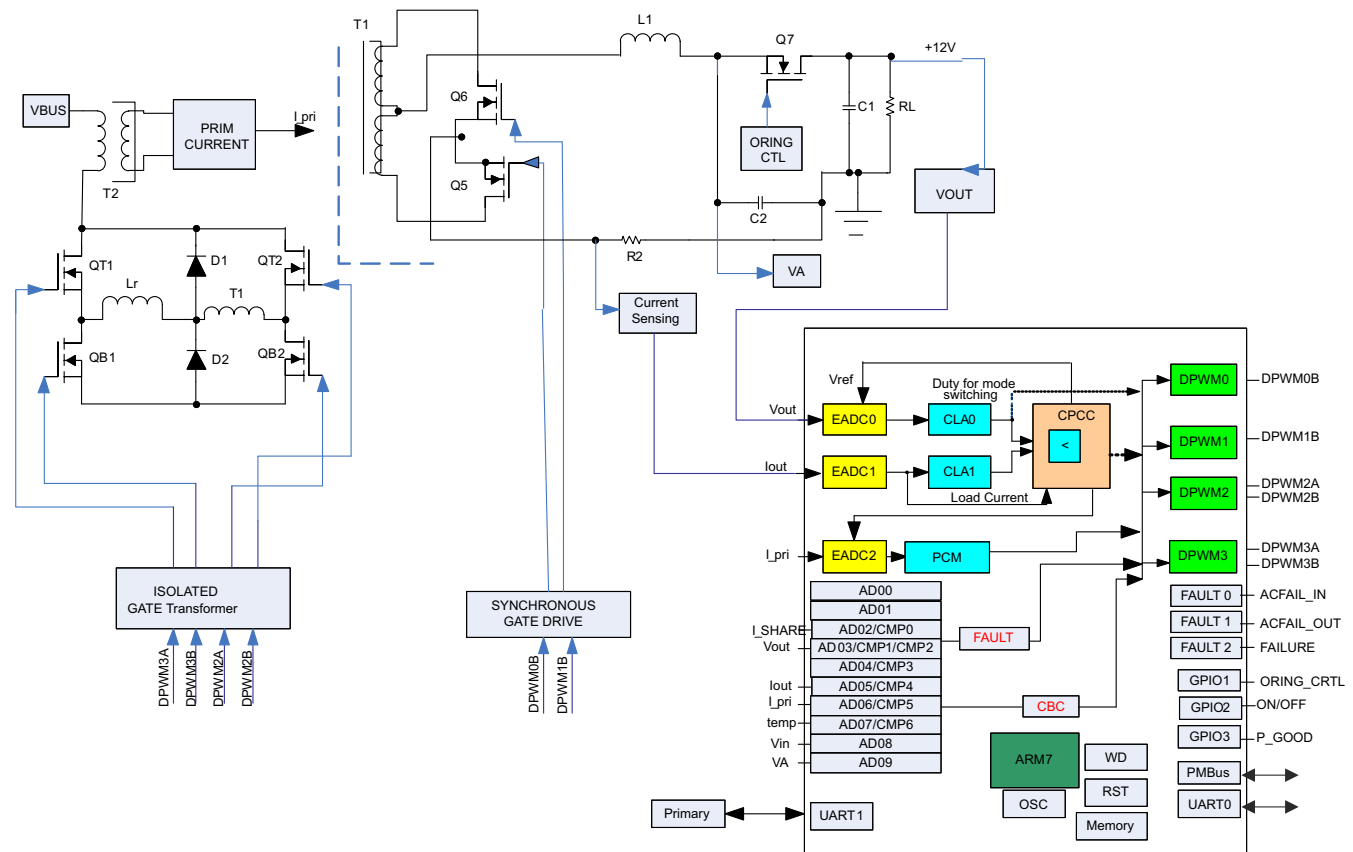 T1
L1
Q7
+12V
VBUS
PRIM
CURRENT
I_pri
T2
Q6
Q5
ORING
CTL
C1
RL
VOUT
C2
R2
VA
Current
Sensing
QT1
D1
QT2
Lr
T1
QB1
D2
QB2
ISOLATED
GATE Transformer
DPWM3A
DPWM3B
DPWM2A
DPWM2B
SYNCHRONOUS
GATE DRIVE
DPWM0B
DPWM1B
Vref
Duty for mode
switching
Vout
EADC0
CLA0
CPCC
<
Iout
EADC1
CLA1
Load Current
I_pri
EADC2
PCM
DPWM0
DPWM0B
DPWM1
DPWM1B
DPWM2
DPWM2A
DPWM2B
DPWM3
DPWM3A
DPWM3B
AD00
AD01
I_SHARE
AD02/CMP0
Vout
AD03/CMP1/CMP2
AD04/CMP3
Iout
AD05/CMP4
I_pri
AD06/CMP5
temp
AD07/CMP6
Vin
AD08
VA
AD09
FAULT
CBC
FAULT 0
ACFAIL_IN
FAULT 1
ACFAIL_OUT
FAULT 2
FAILURE
GPIO1
ORING_CRTL
GPIO2
ON/OFF
GPIO3
P_GOOD
ARM7
WD
OSC
RST
Memory
PMBus
UART0
Primary
UART1